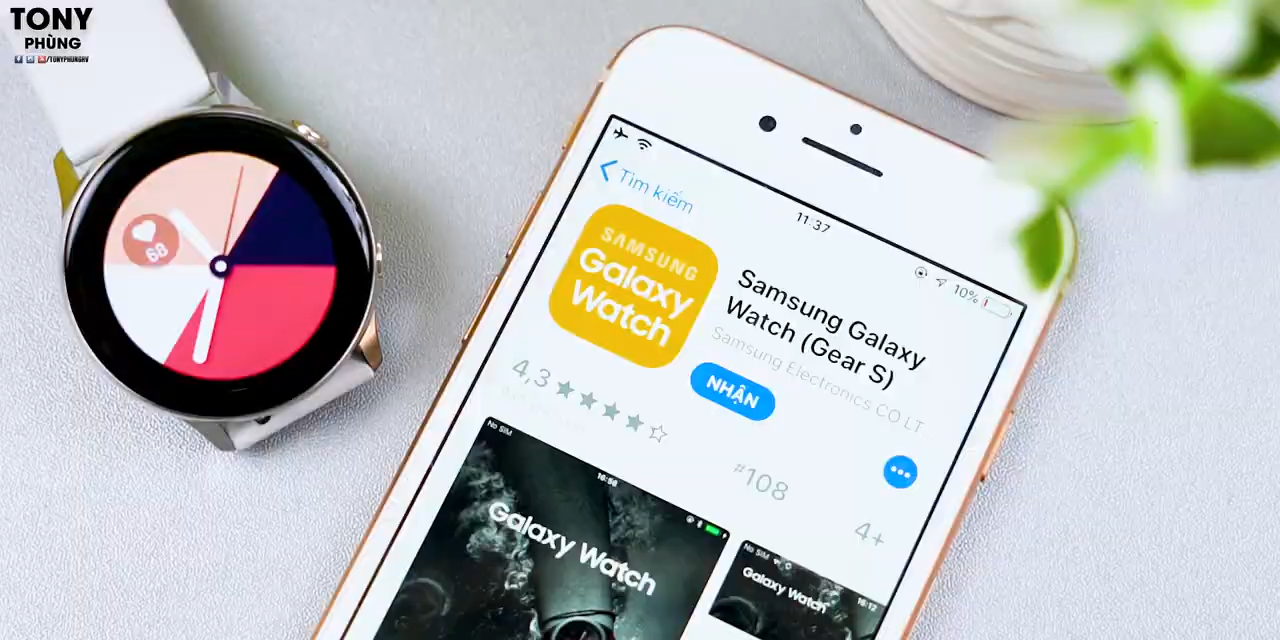 TONY
PHÙNG
/TONYPHUNGHV
68
Tìm kiếm
11:37
10%
SAMSUNG
Galaxy
Watch
Samsung Galaxy
Watch (Gear S)
Samsung Electronics CO LT
NHẬN
4,3
#108
4+
No SIM
16:56
Galaxy Watch
No SIM
16:12
Galaxy Watch